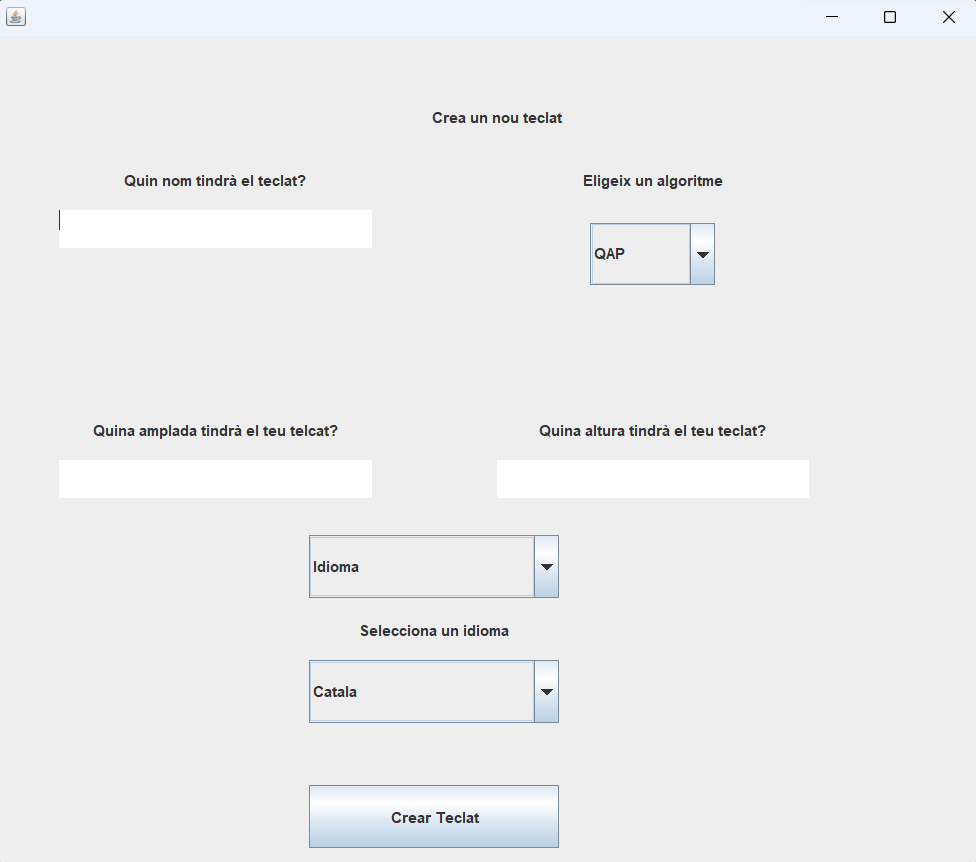 Crea un nou teclat
Quin nom tindrà el teclat?
Eligeix un algoritme
QAP
Quina amplada tindrà el teu telcat?
Quina altura tindrà el teu teclat?
Idioma
Selecciona un idioma
Catala
Crear Teclat